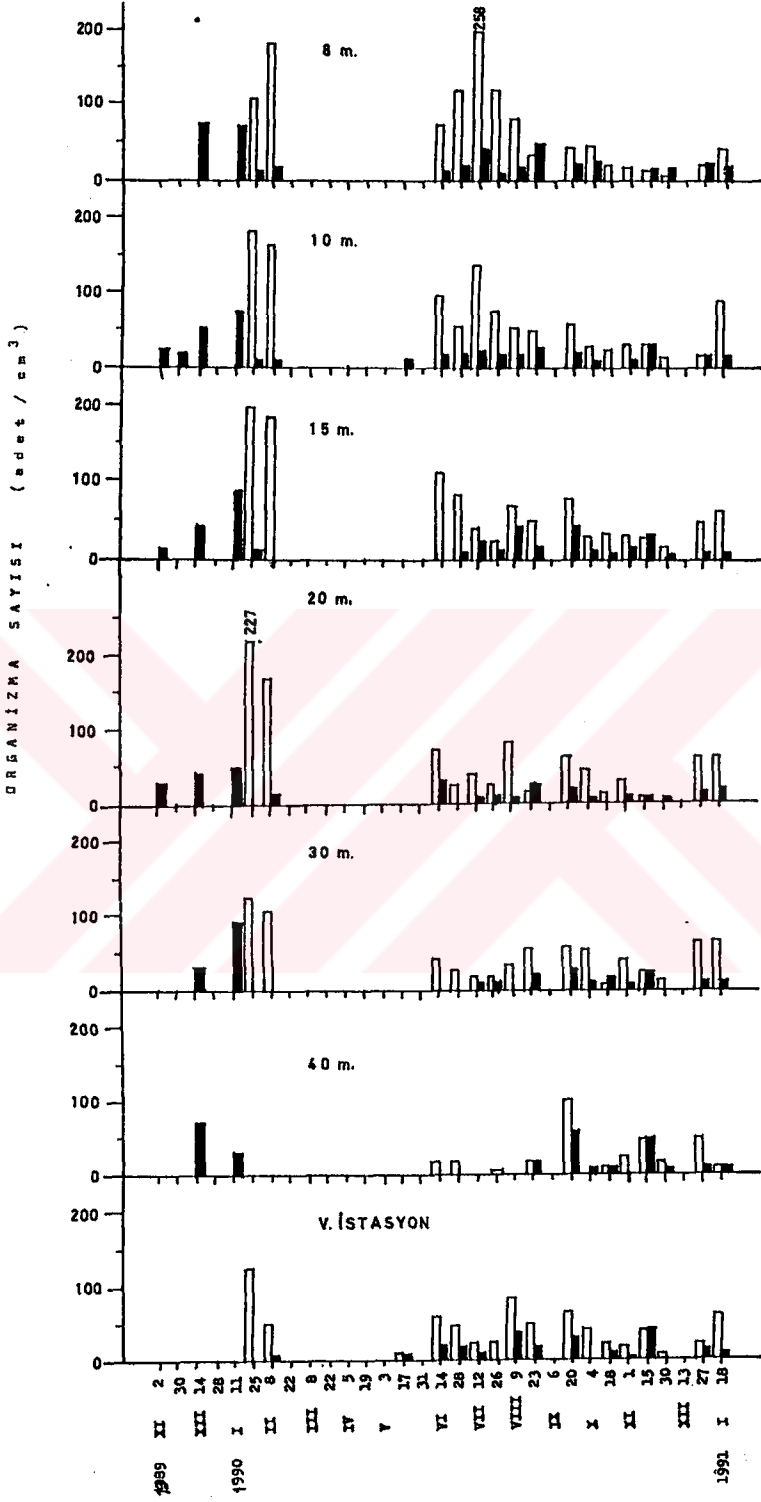 ORGANİZMA SAYISI (adet / cm³)
200
100
0
8 m.
258
200
100
0
10 m.
200
100
0
15 m.
200
100
0
20 m.
227
200
100
0
30 m.
200
100
0
40 m.
200
100
0
V. İSTASYON
2 30 14 28 11 25 8 22 8 22 5 19 3 17 31 14 28 12 26 9 23 6 20 4 18 1 15 30 13 27 18
XI XII I II III IV V VI VII VIII IX X XI XII I
1989 1990 1991